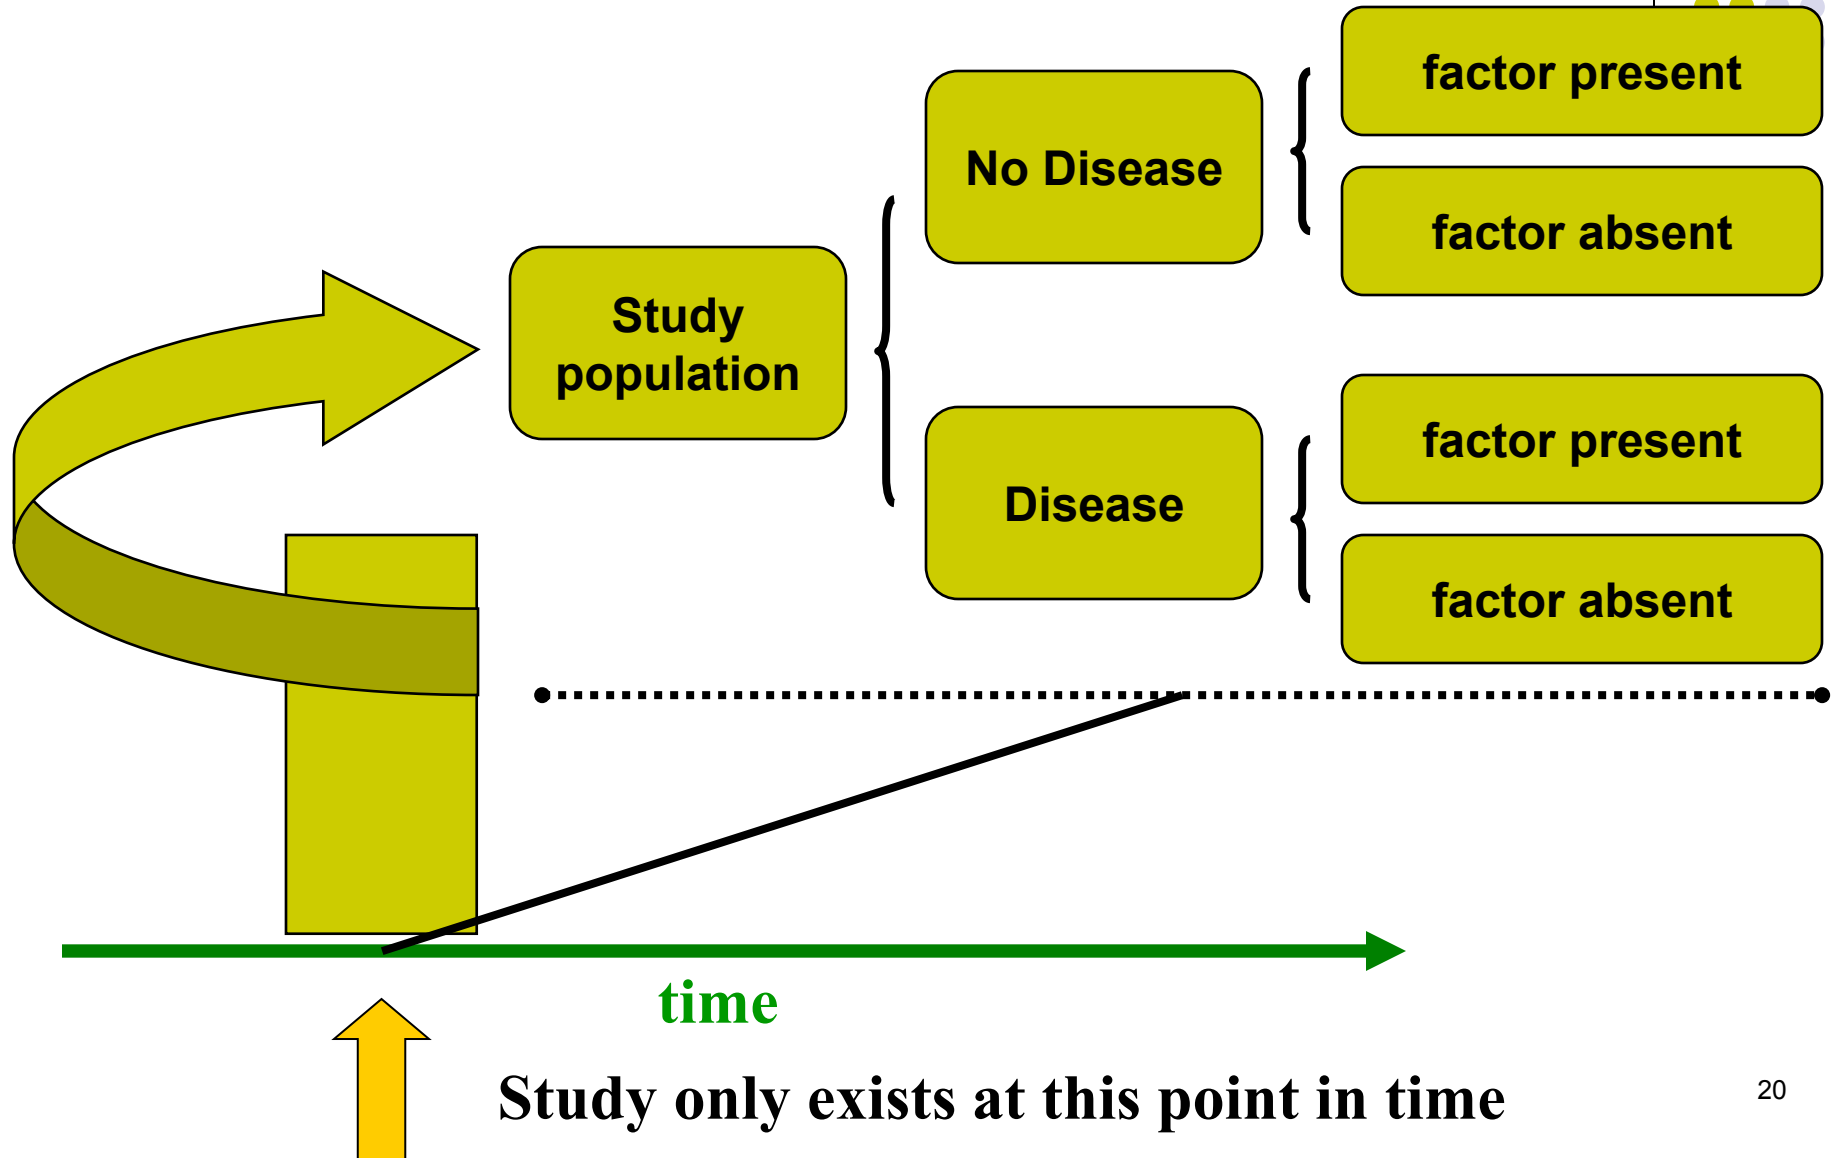 factor present
No Disease
factor absent
Study
population
factor present
Disease
factor absent
time
Study only exists at this point in time
20